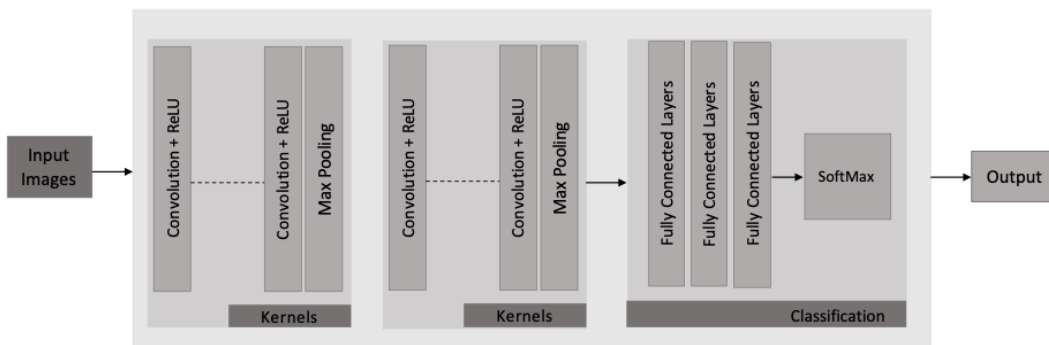 Input
Images
Convolution + ReLU
Convolution + ReLU
Max Pooling
Kernels
Convolution + ReLU
Convolution + ReLU
Max Pooling
Kernels
Fully Connected Layers
Fully Connected Layers
Fully Connected Layers
SoftMax
Classification
Output